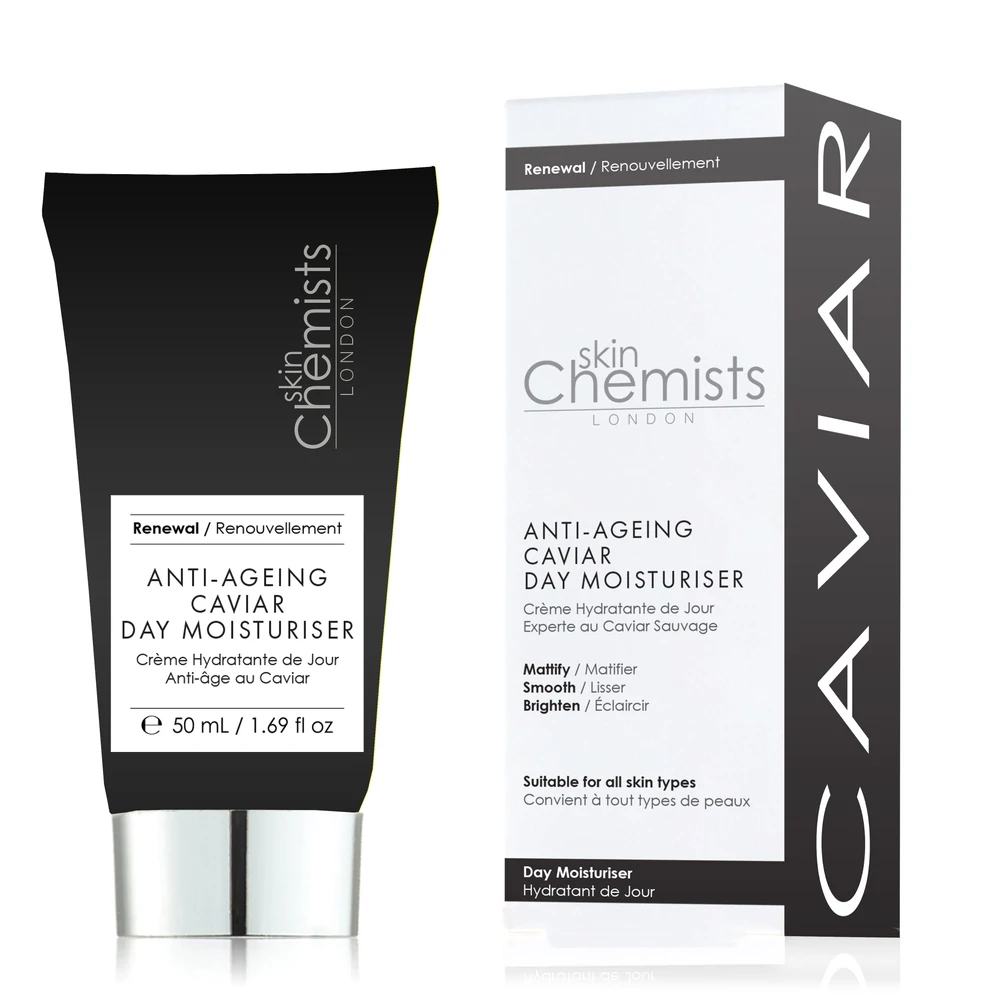 skin
Chemists
LONDON
Renewal / Renouvellement
ANTI-AGEING
CAVIAR
DAY MOISTURISER
Crème Hydratante de Jour
Anti-âge au Caviar
℮ 50 mL / 1.69 fl oz
Renewal / Renouvellement
skin
Chemists
LONDON
ANTI-AGEING
CAVIAR
DAY MOISTURISER
Crème Hydratante de Jour
Experte au Caviar Sauvage
Mattify / Matifier
Smooth / Lisser
Brighten / Éclaircir
Suitable for all skin types
Convient à tout types de peaux
Day Moisturiser
Hydratant de Jour
CAVIAR